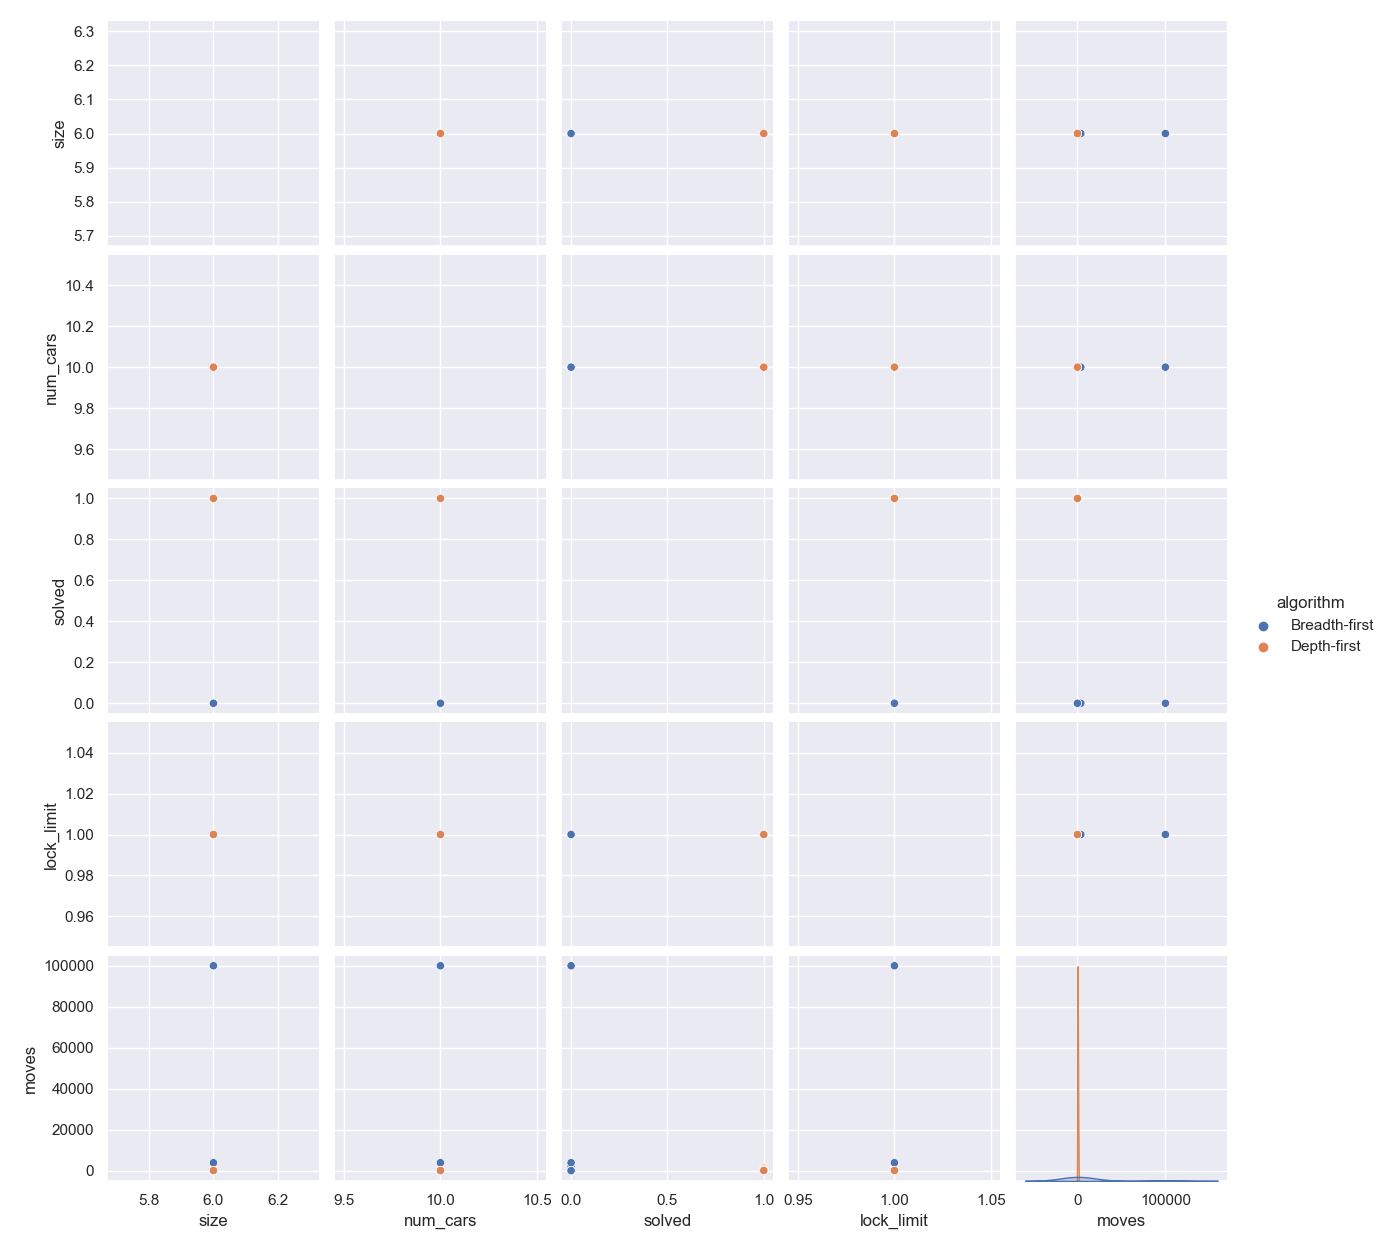 6.3
6.2
6.1
6.0
5.9
5.8
5.7
size
10.4
10.2
10.0
9.8
9.6
num_cars
1.0
0.8
0.6
0.4
0.2
0.0
solved
algorithm
Breadth-first
Depth-first
1.04
1.02
1.00
0.98
0.96
lock_limit
100000
80000
60000
40000
20000
0
moves
5.8 6.0 6.2
size
9.5 10.0 10.5
num_cars
0.0 0.5 1.0
solved
0.95 1.00 1.05
lock_limit
0 100000
moves